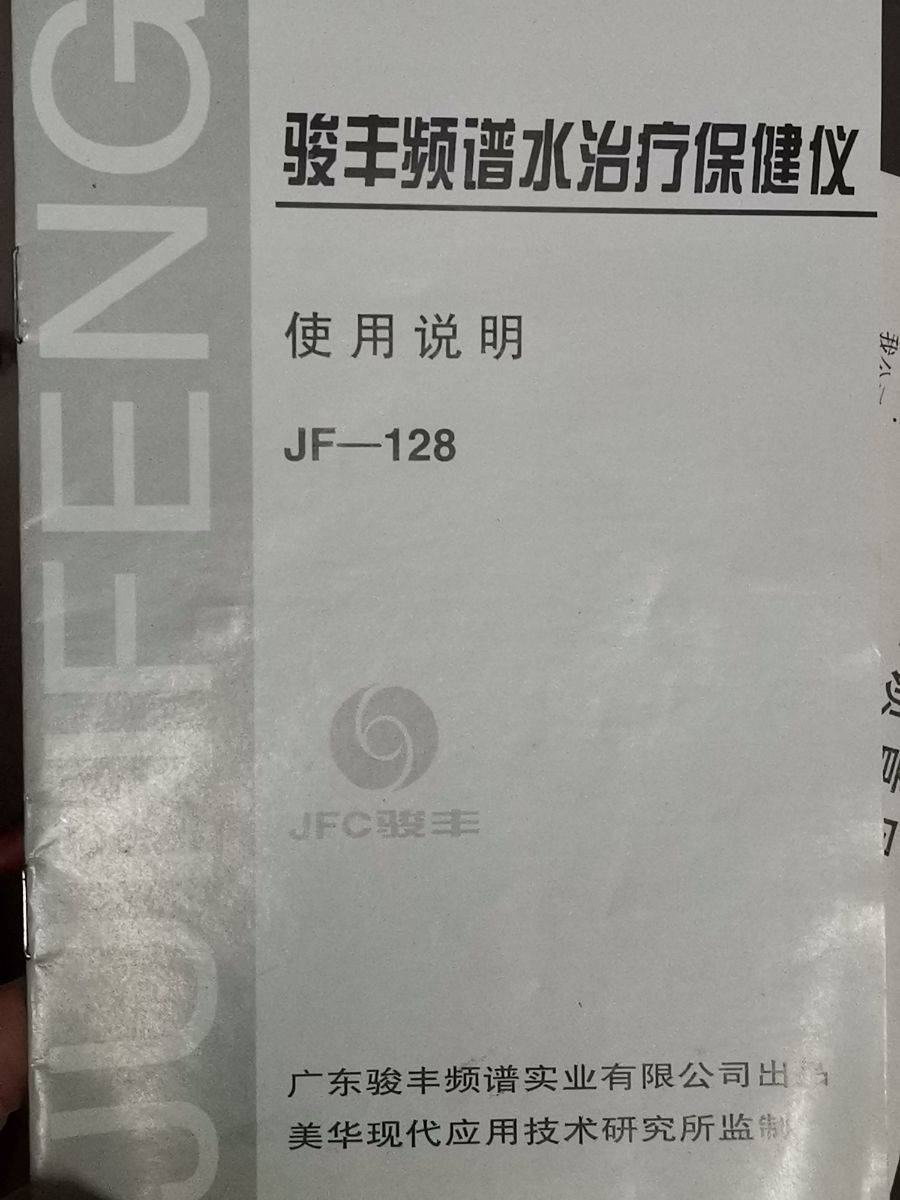 骏丰频谱水治疗保健仪
使用说明
JF—128
JFC骏丰
广东骏丰频谱实业有限公司出品
美华现代应用技术研究所监制
JUNFENG